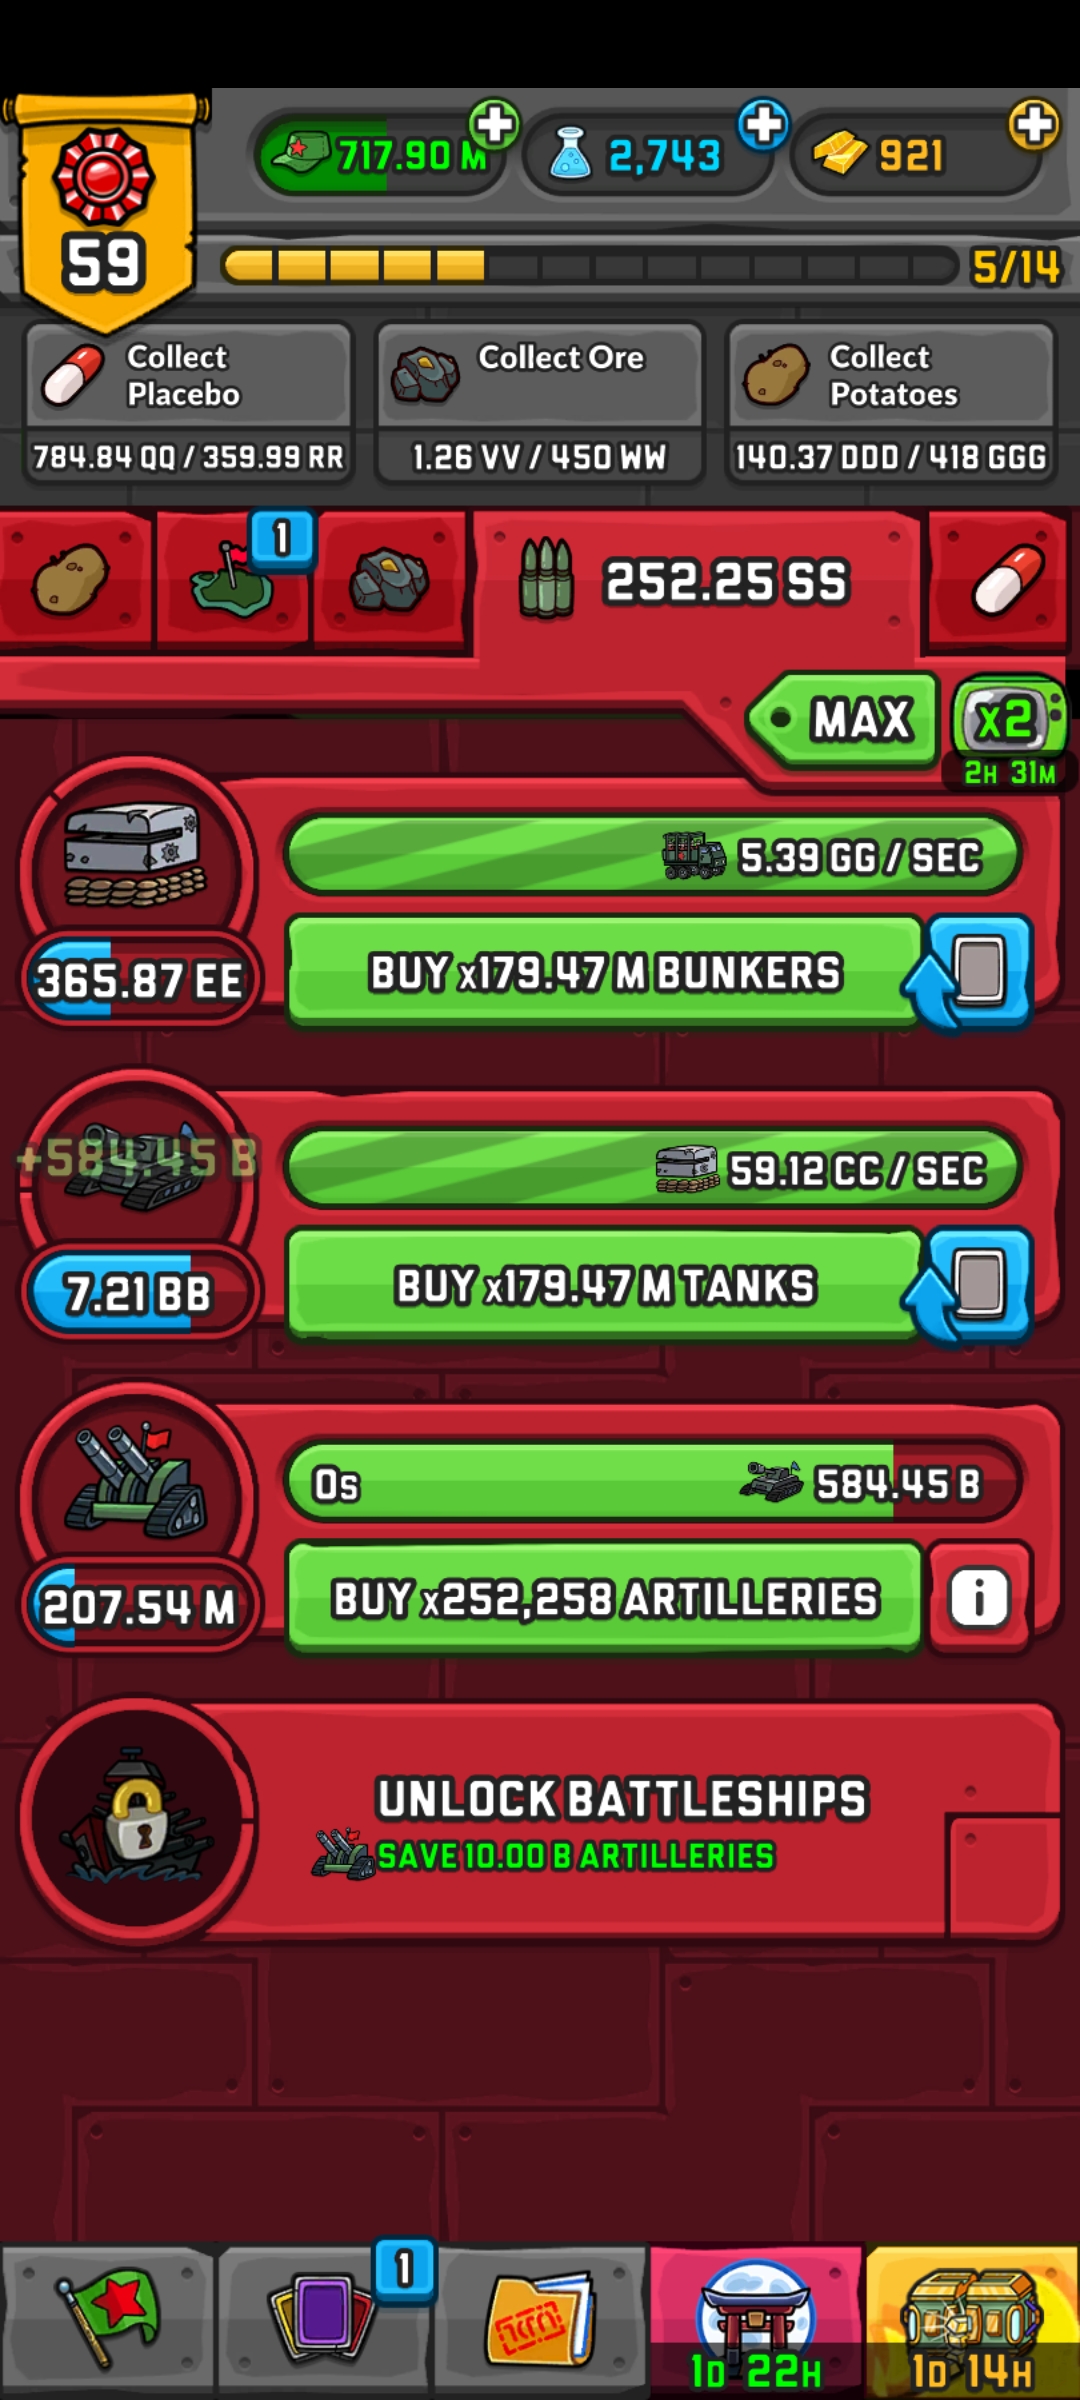 59
717.90 M
2,743
921
5/14
Collect
Placebo
784.84 QQ / 359.99 RR
Collect Ore
1.26 VV / 450 WW
Collect
Potatoes
140.37 DDD / 418 GGG
1
252.25 SS
MAX
x2
2H 31M
5.39 GG / SEC
365.87 EE
BUY x179.47 M BUNKERS
+584.45 B
59.12 CC / SEC
7.21 BB
BUY x179.47 M TANKS
0s
584.45 B
207.54 M
BUY x252,258 ARTILLERIES
i
UNLOCK BATTLESHIPS
SAVE 10.00 B ARTILLERIES
1
1D 22H
1D 14H